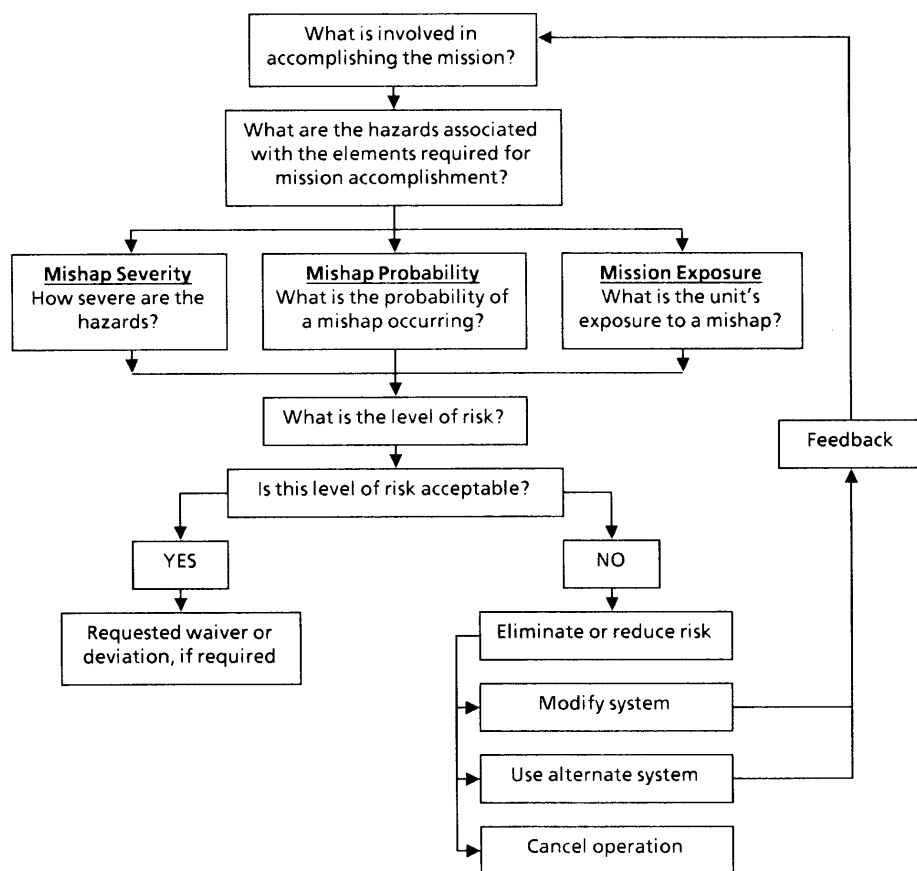 What is involved in
accomplishing the mission?
What are the hazards associated
with the elements required for
mission accomplishment?
Mishap Severity
How severe are the
hazards?
Mishap Probability
What is the probability of
a mishap occurring?
Mission Exposure
What is the unit's
exposure to a mishap?
What is the level of risk?
Feedback
Is this level of risk acceptable?
YES
NO
Requested waiver or
deviation, if required
Eliminate or reduce risk
Modify system
Use alternate system
Cancel operation